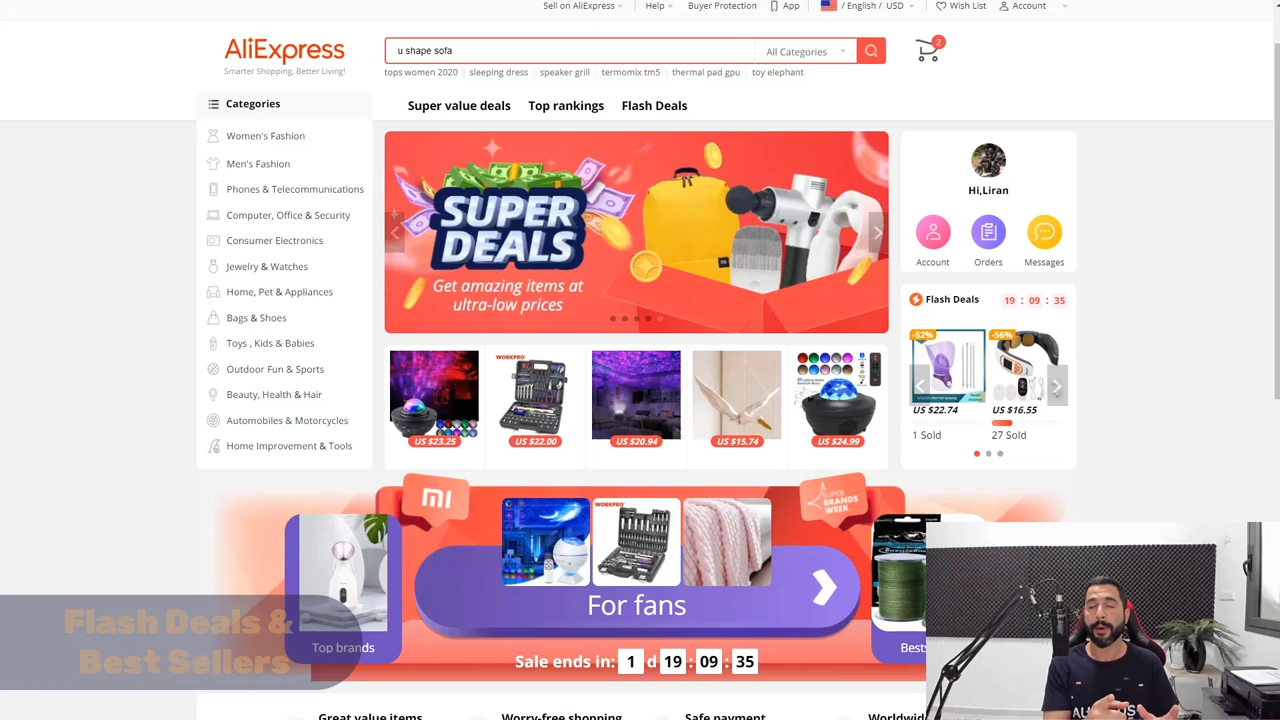 Sell on AliExpress
Help
Buyer Protection
App
/ English / USD
Wish List
Account
AliExpress
Smarter Shopping, Better Living!
u shape sofa
All Categories
2
tops women 2020
sleeping dress
speaker grill
termomix tm5
thermal pad gpu
toy elephant
Categories
Super value deals
Top rankings
Flash Deals
Women's Fashion
Men's Fashion
Phones & Telecommunications
Computer, Office & Security
Consumer Electronics
Jewelry & Watches
Home, Pet & Appliances
Bags & Shoes
Toys , Kids & Babies
Outdoor Fun & Sports
Beauty, Health & Hair
Automobiles & Motorcycles
Home Improvement & Tools
SUPER
DEALS
Get amazing items at
ultra-low prices
Hi,Liran
Account
Orders
Messages
Flash Deals
19 : 09 : 35
-52%
-56%
US $22.74
US $16.55
1 Sold
27 Sold
WORKPRO
US $23.25
US $22.00
US $20.94
US $15.74
US $24.99
MI
SUPER
BRANDS
WEEK
WORKPRO
For fans
Top brands
Bests
Sale ends in: 1 d 19 : 09 : 35
Flash Deals &
Best Sellers
Great value items
Worry-free shopping
Safe payment
Worldwid